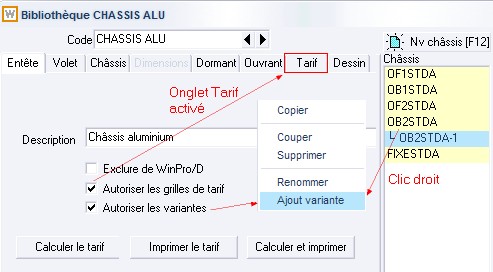 Bibliothèque CHASSIS ALU
Code CHASSIS ALU
Nv châssis [F12]
Entête Volet Châssis Dimensions Dormant Ouvrant Tarif Dessin
Châssis
OF1STDA
OB1STDA
OF2STDA
OB2STDA
OB2STDA-1
FIXESTDA
Onglet Tarif
activé
Copier
Couper
Supprimer
Renommer
Ajout variante
Clic droit
Description Châssis aluminium
Exclure de WinPro/D
Autoriser les grilles de tarif
Autoriser les variantes
Calculer le tarif Imprimer le tarif Calculer et imprimer